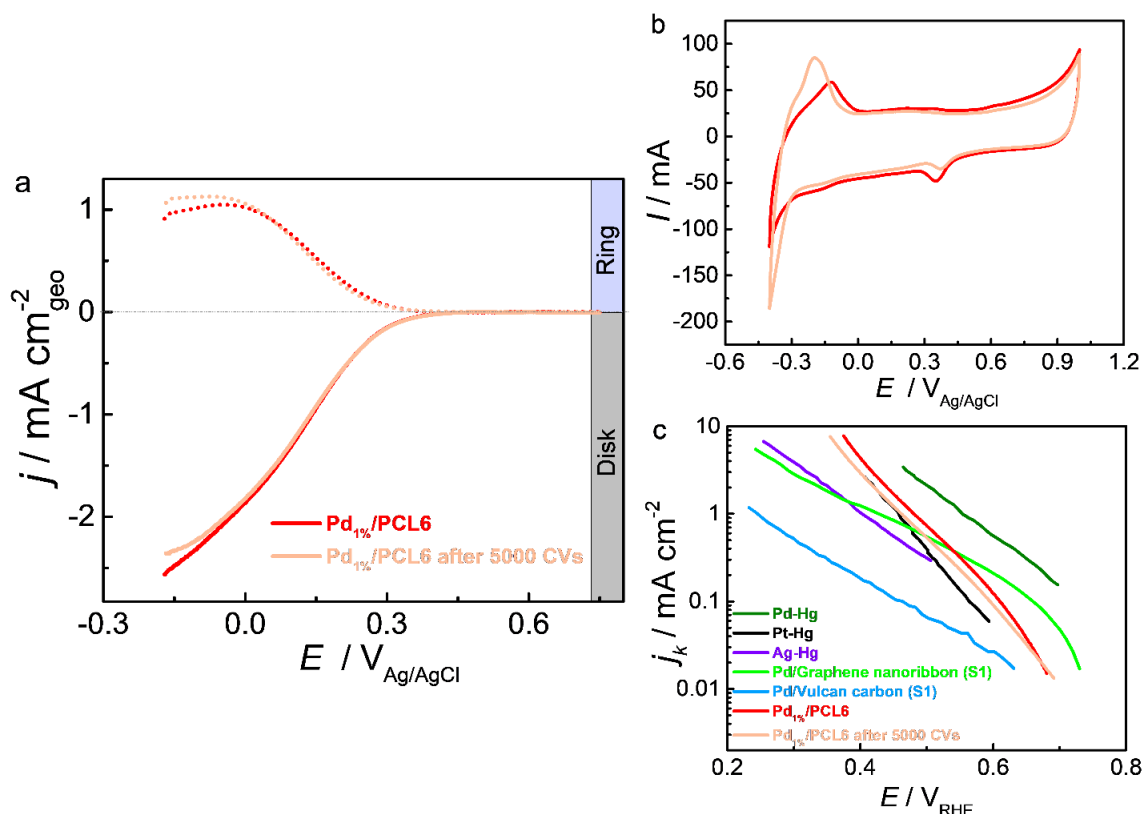 a
j / mA cm⁻²geo
1
0
-1
-2
Ring
Disk
Pd1%/PCL6
Pd1%/PCL6 after 5000 CVs
-0.3 0.0 0.3 0.6
E / VAg/AgCl
b
I / mA
100
50
0
-50
-100
-150
-200
-0.6 -0.3 0.0 0.3 0.6 0.9 1.2
E / VAg/AgCl
c
jk / mA cm⁻²
10
1
0.1
0.01
Pd-Hg
Pt-Hg
Ag-Hg
Pd/Graphene nanoribbon (S1)
Pd/Vulcan carbon (S1)
Pd1%/PCL6
Pd1%/PCL6 after 5000 CVs
0.2 0.4 0.6 0.8
E / VRHE